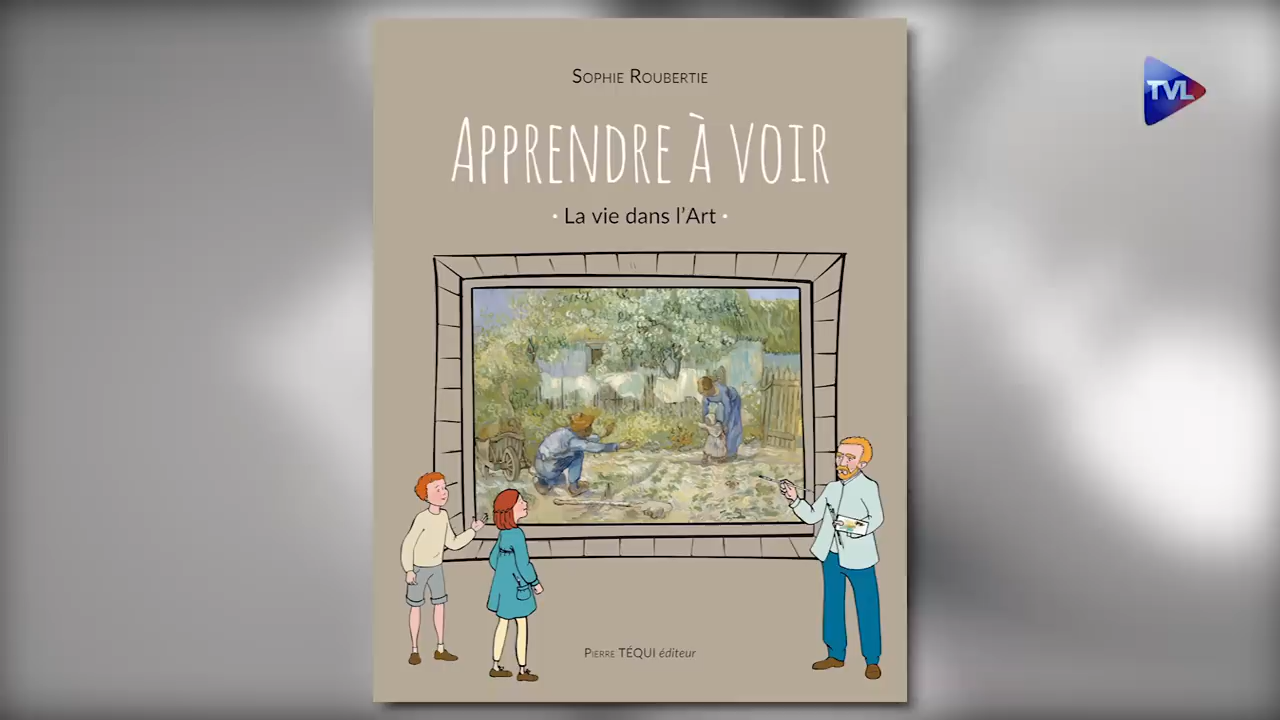 Sophie Roubertie
TVL
Apprendre à voir
· La vie dans l'Art ·
Pierre TÉQUI éditeur